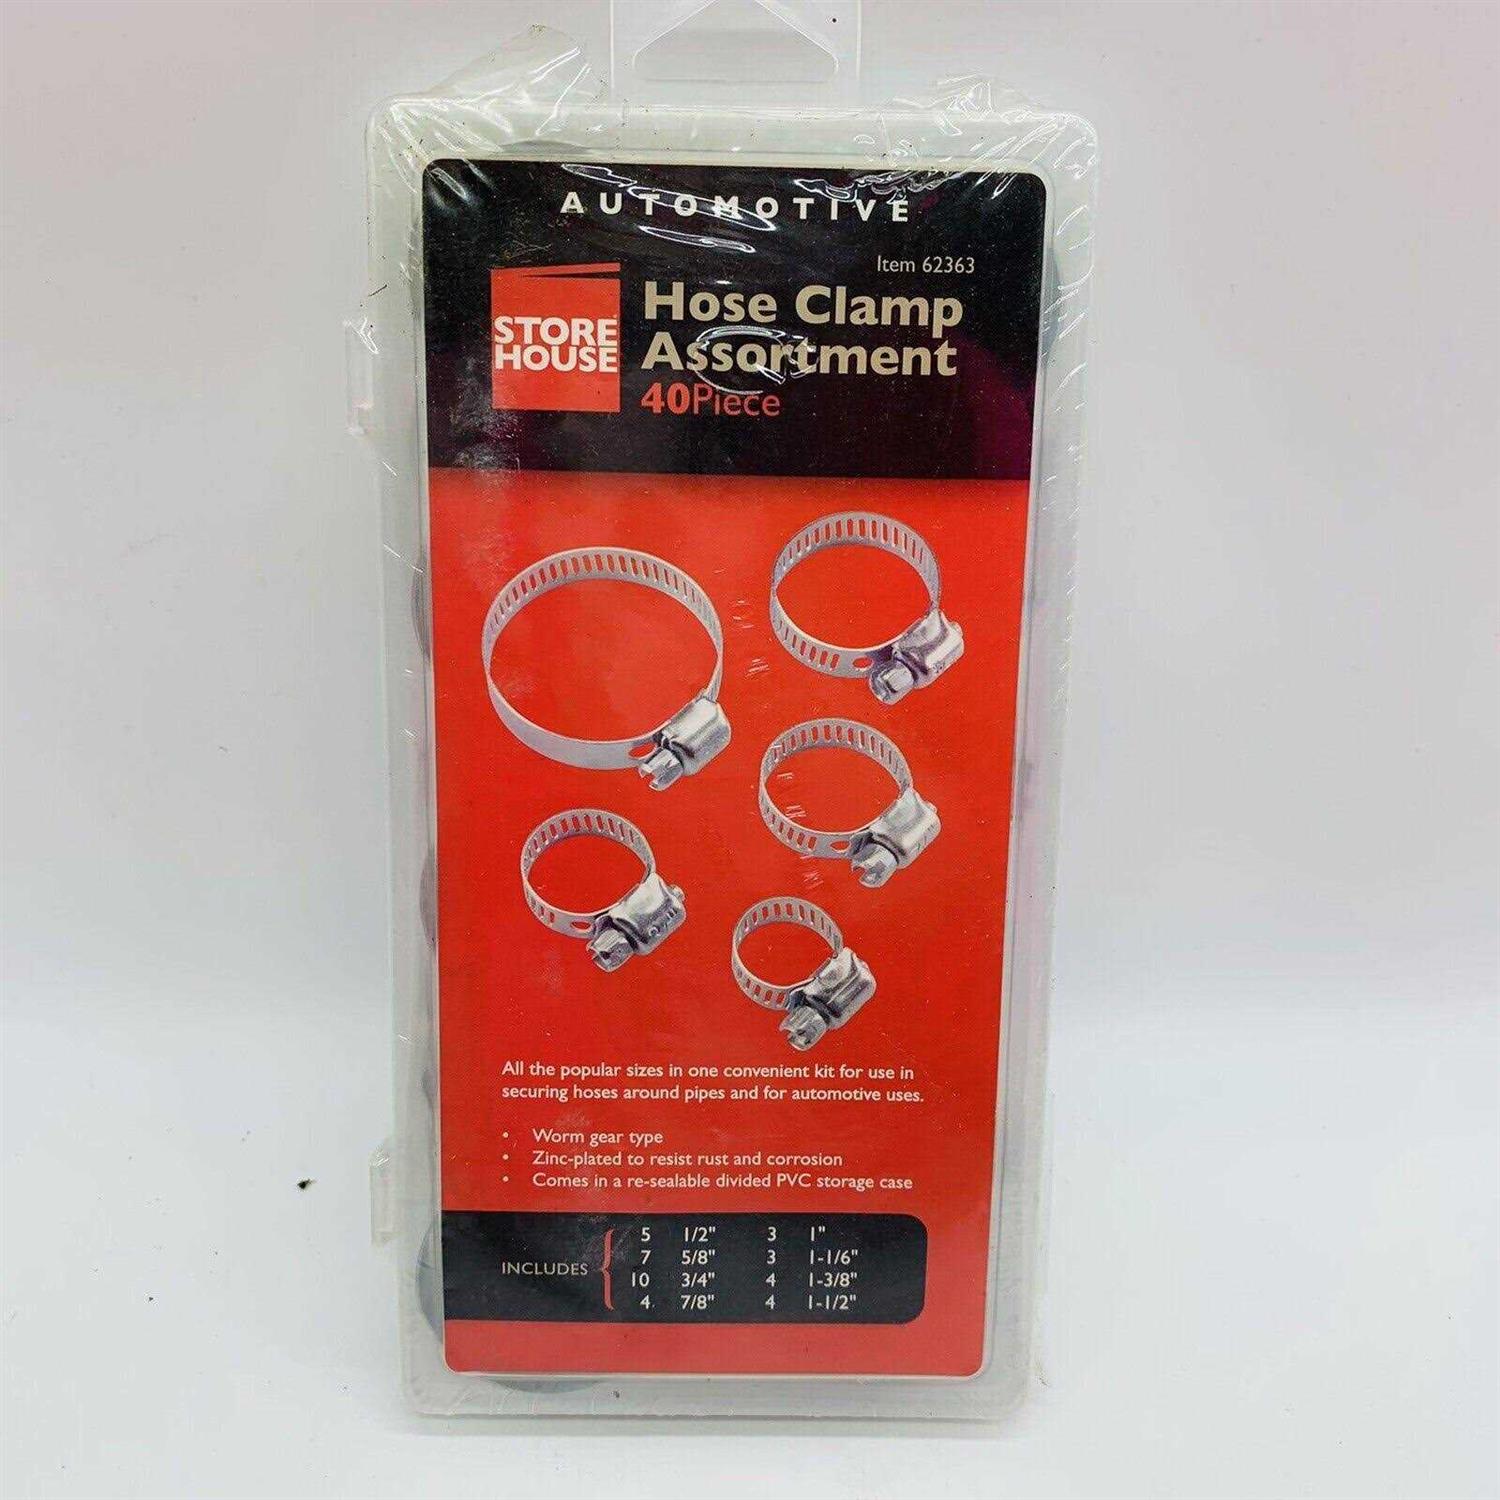 AUTOMOTIVE
Item 62363
STORE
HOUSE
Hose Clamp
Assortment
40Piece
All the popular sizes in one convenient kit for use in
securing hoses around pipes and for automotive uses.
• Worm gear type
• Zinc-plated to resist rust and corrosion
• Comes in a re-sealable divided PVC storage case
INCLUDES
5 1/2" 3 1"
7 5/8" 3 1-1/6"
10 3/4" 4 1-3/8"
4 7/8" 4 1-1/2"